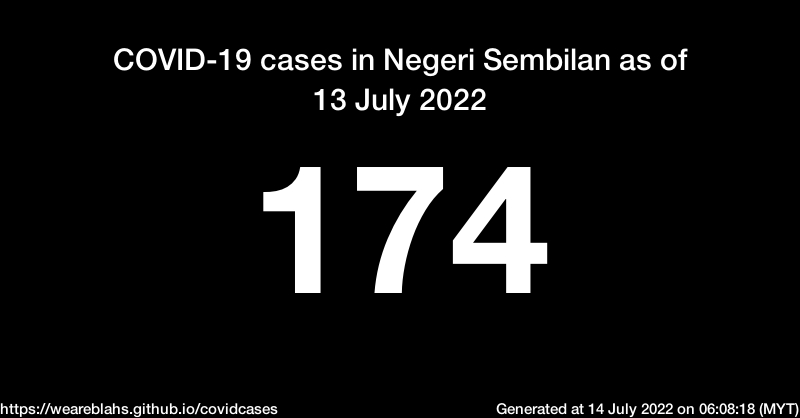 COVID-19 cases in Negeri Sembilan as of
13 July 2022
174
https://weareblahs.github.io/covidcases
Generated at 14 July 2022 on 06:08:18 (MYT)